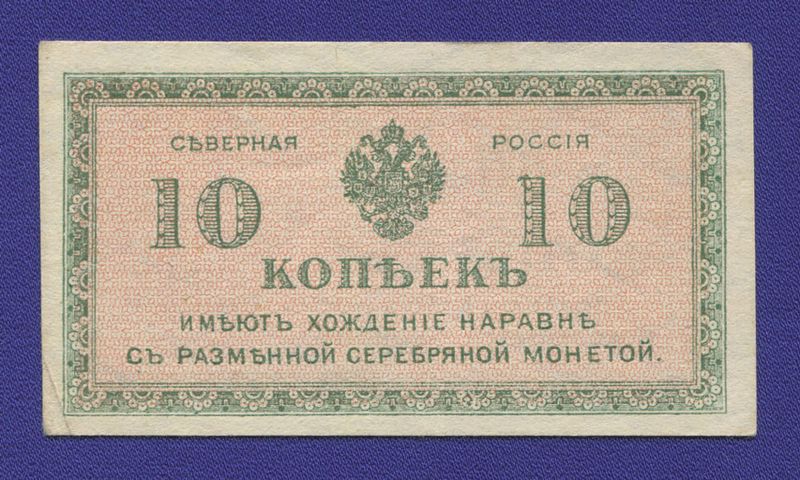 СѢВЕРНАЯ РОССІЯ
10 10
КОПѢЕКЪ
ИМѢЮТЪ ХОЖДЕНІЕ НАРАВНѢ
СЪ РАЗМѢННОЙ СЕРЕБРЯНОЙ МОНЕТОЙ.